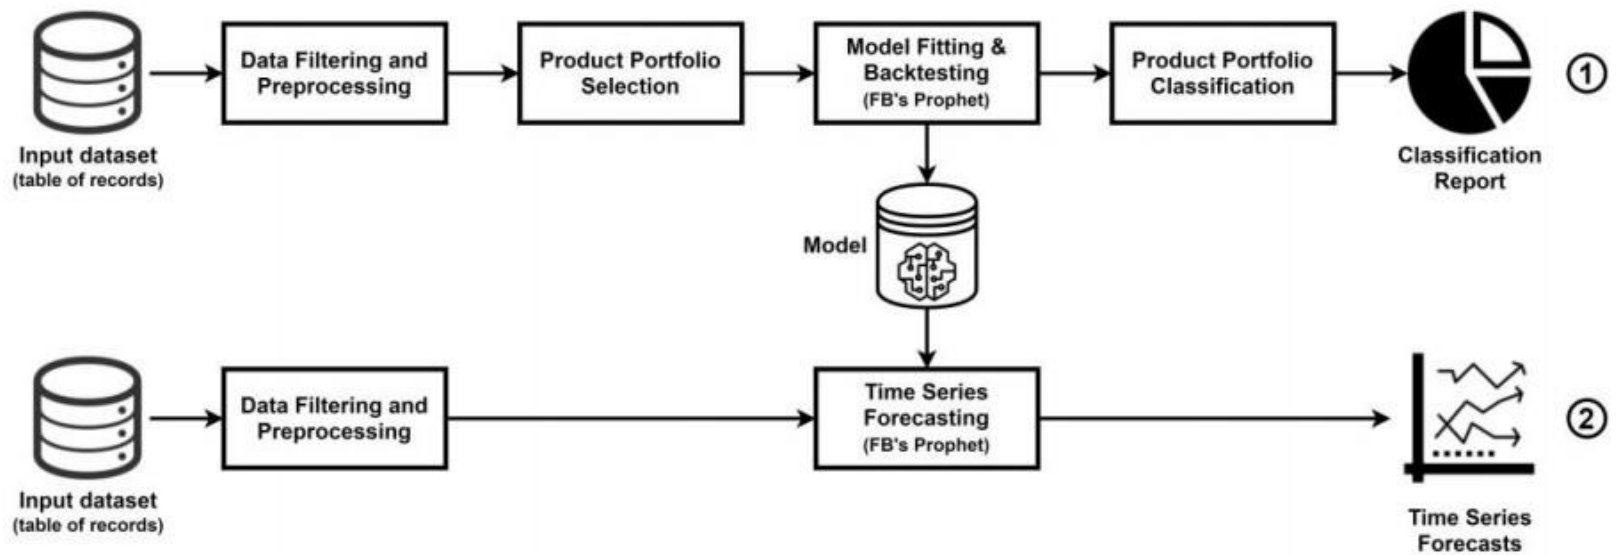 Input dataset
(table of records)
Data Filtering and
Preprocessing
Product Portfolio
Selection
Model Fitting &
Backtesting
(FB's Prophet)
Product Portfolio
Classification
Classification
Report
1
Model
Input dataset
(table of records)
Data Filtering and
Preprocessing
Time Series
Forecasting
(FB's Prophet)
Time Series
Forecasts
2